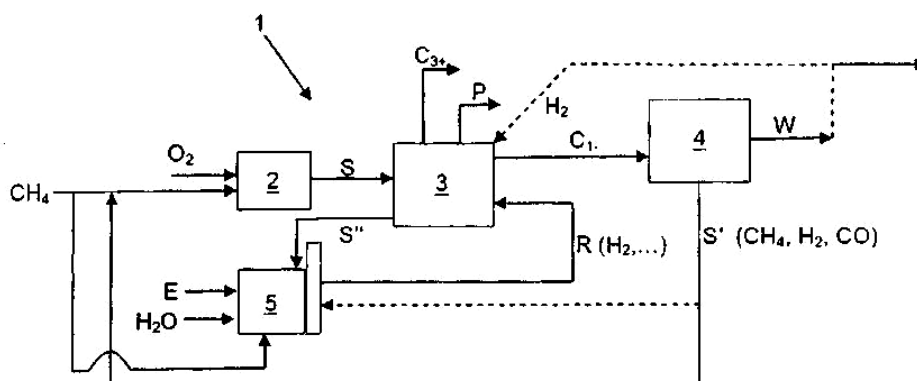 1
C₃₊
P
H₂
O₂
S
3
C₁.
4
W
CH₄
2
S"
R (H₂,...)
S' (CH₄, H₂, CO)
E
5
H₂O